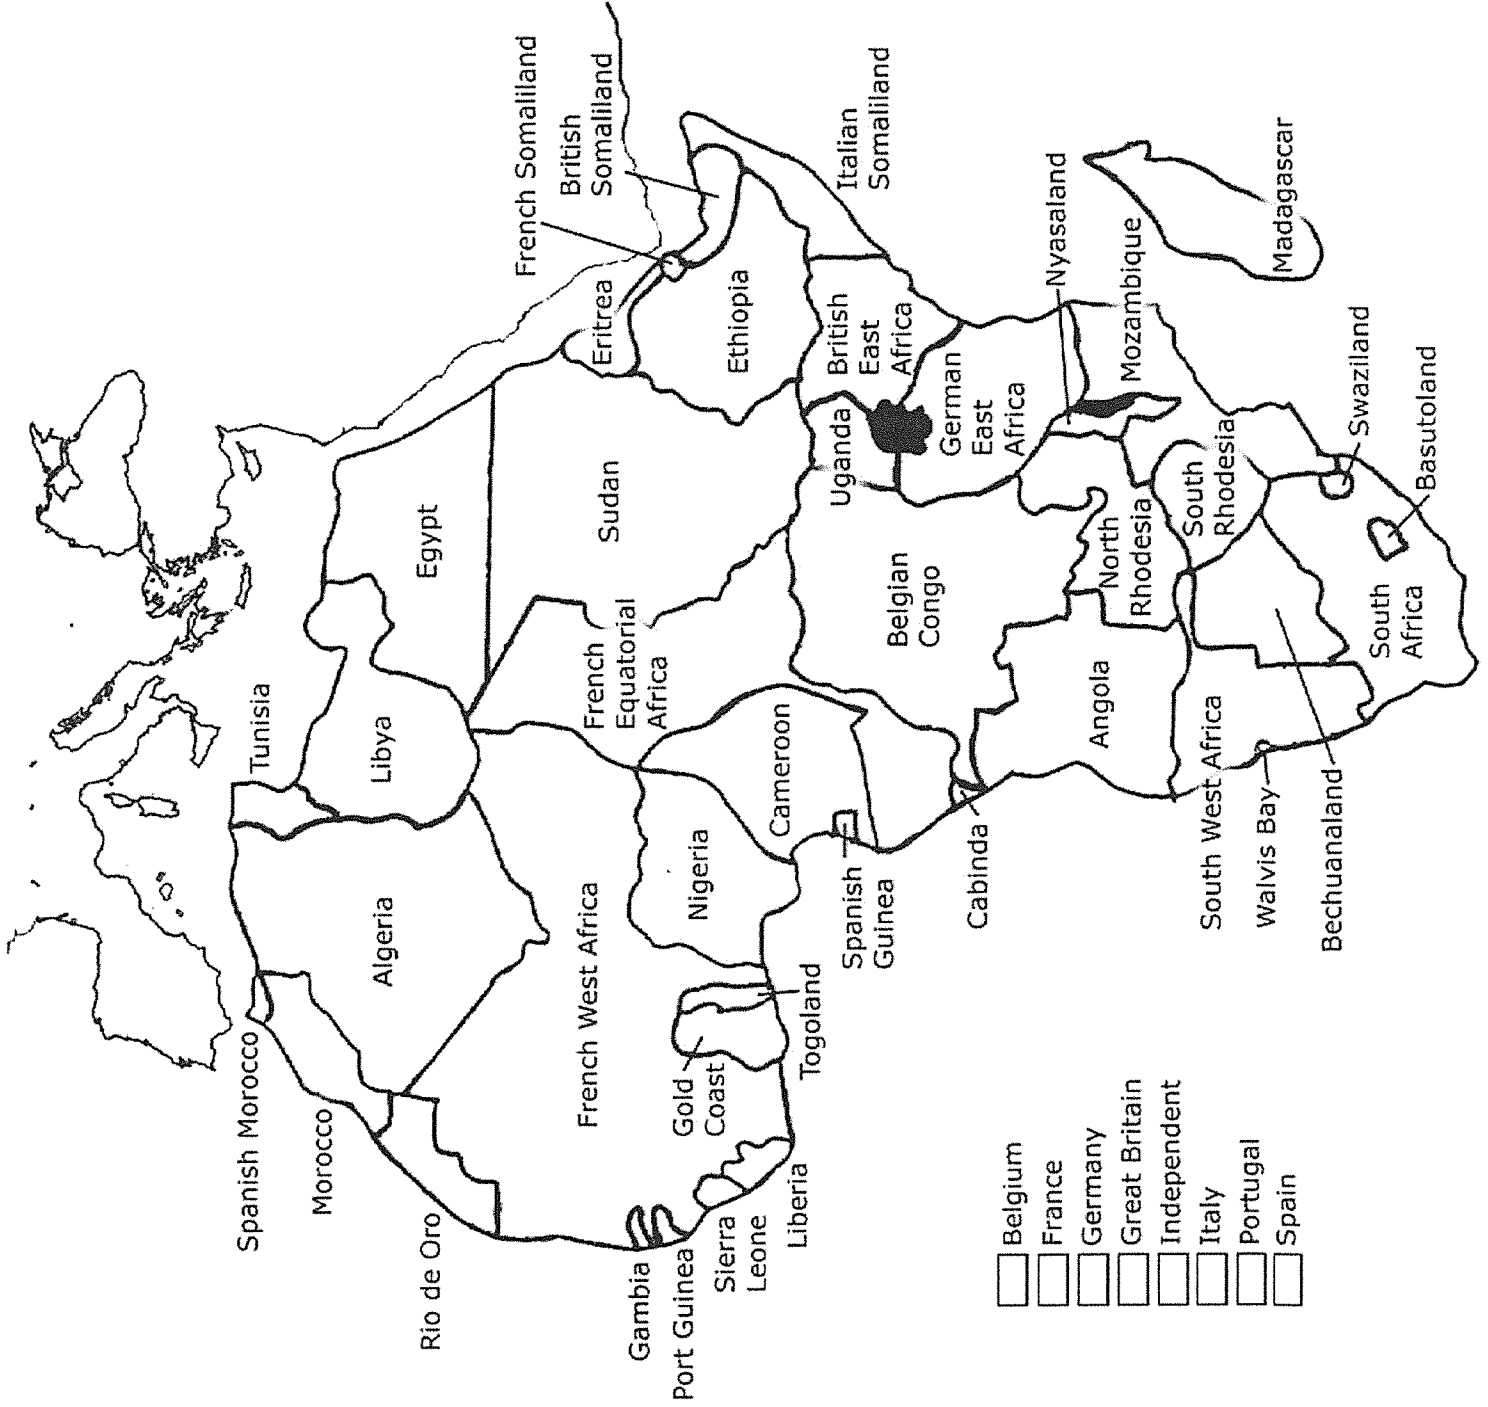 Spanish Morocco
Morocco
Rio de Oro
Gambia
Port Guinea
Sierra
Leone
Liberia
Algeria
Tunisia
Libya
Egypt
French West Africa
Gold
Coast
Togoland
Nigeria
Cameroon
Spanish
Guinea
French
Equatorial
Africa
Sudan
Eritrea
French Somaliland
British
Somaliland
Italian
Somaliland
Ethiopia
British
East
Africa
Uganda
German
East
Africa
Belgian
Congo
Cabinda
Angola
North
Rhodesia
South
Rhodesia
Nyasaland
Mozambique
Madagascar
South West Africa
Walvis Bay
Bechuanaland
South
Africa
Swaziland
Basutoland
Belgium
France
Germany
Great Britain
Independent
Italy
Portugal
Spain